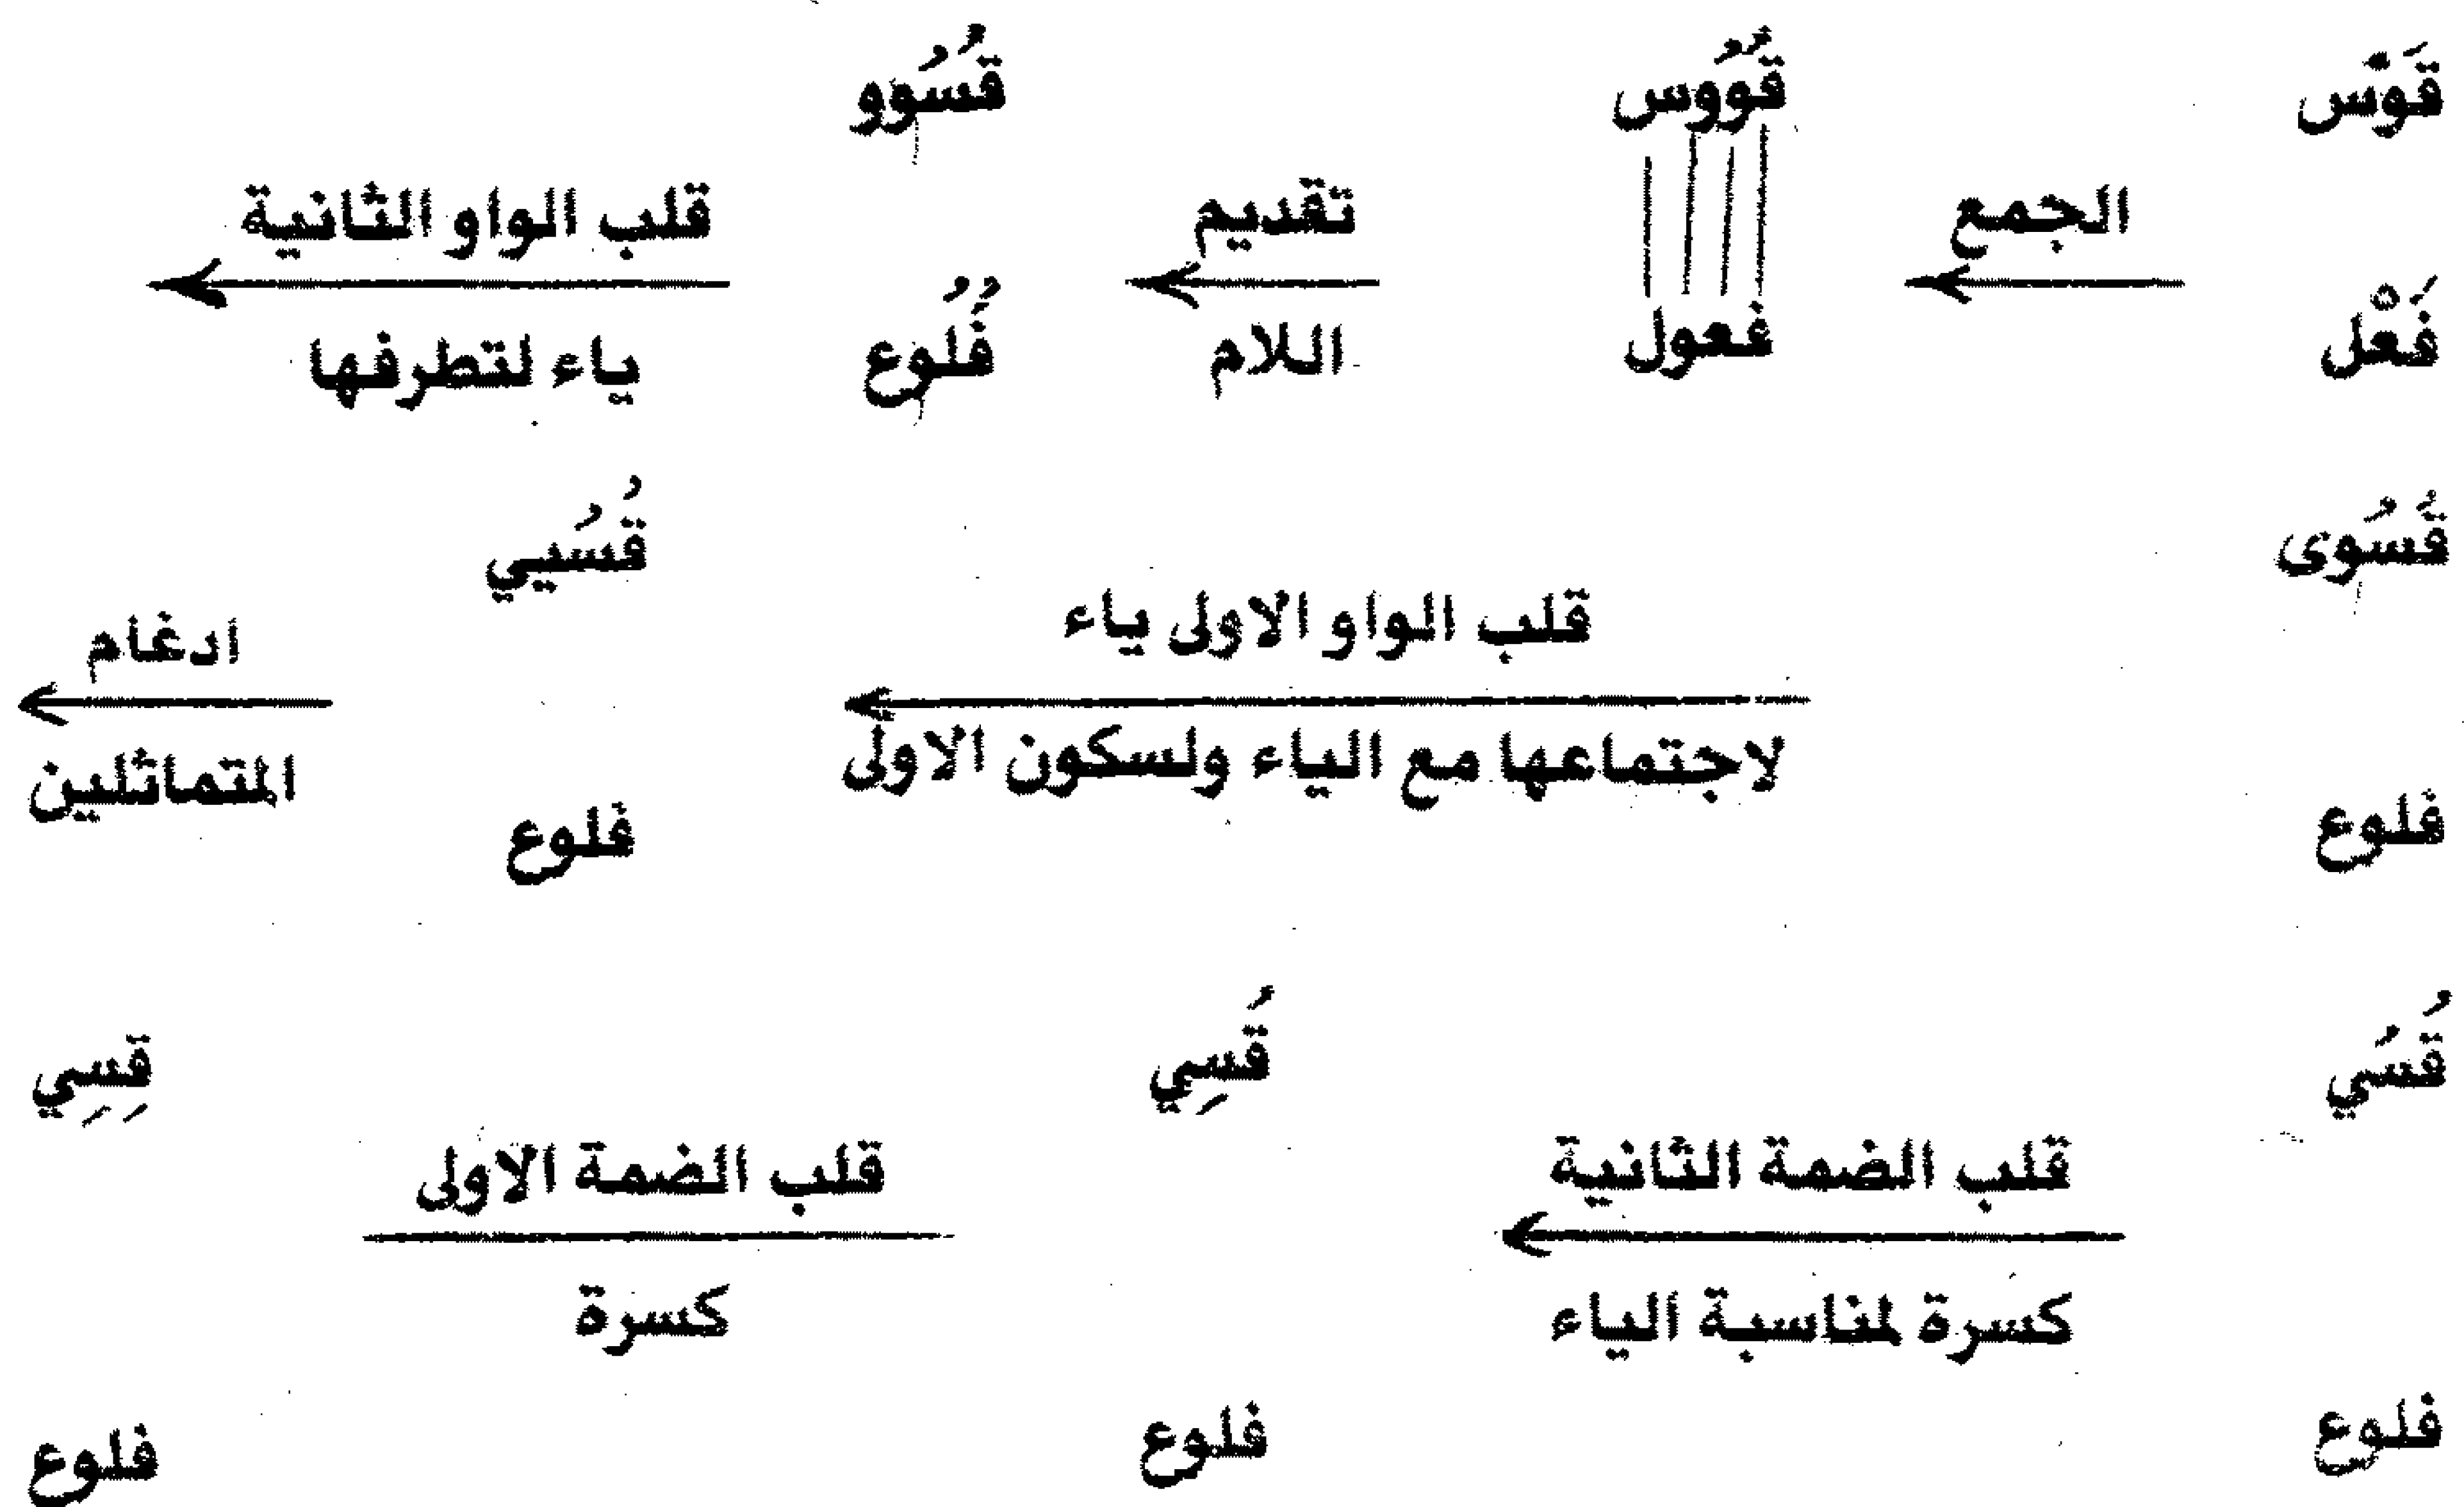 قَوْس
الجمع
فَعْل
قُوُوس
فعول
تقديم
اللام
قُسُوو
فُلُوع
قلب الواو الثانية
ياء لتطرفها
قُسُوى
فلوع
قلب الواو الاولى ياء
لاجتماعها مع الياء ولسكون الاولى
قُسُيي
فلوع
ادغام
المتماثلين
قُسُي
فلوع
قلب الضمة الثانية
كسرة لمناسبة الياء
قُسِي
فلوع
قلب الضمة الاولى
كسرة
قِسِي
فلوع